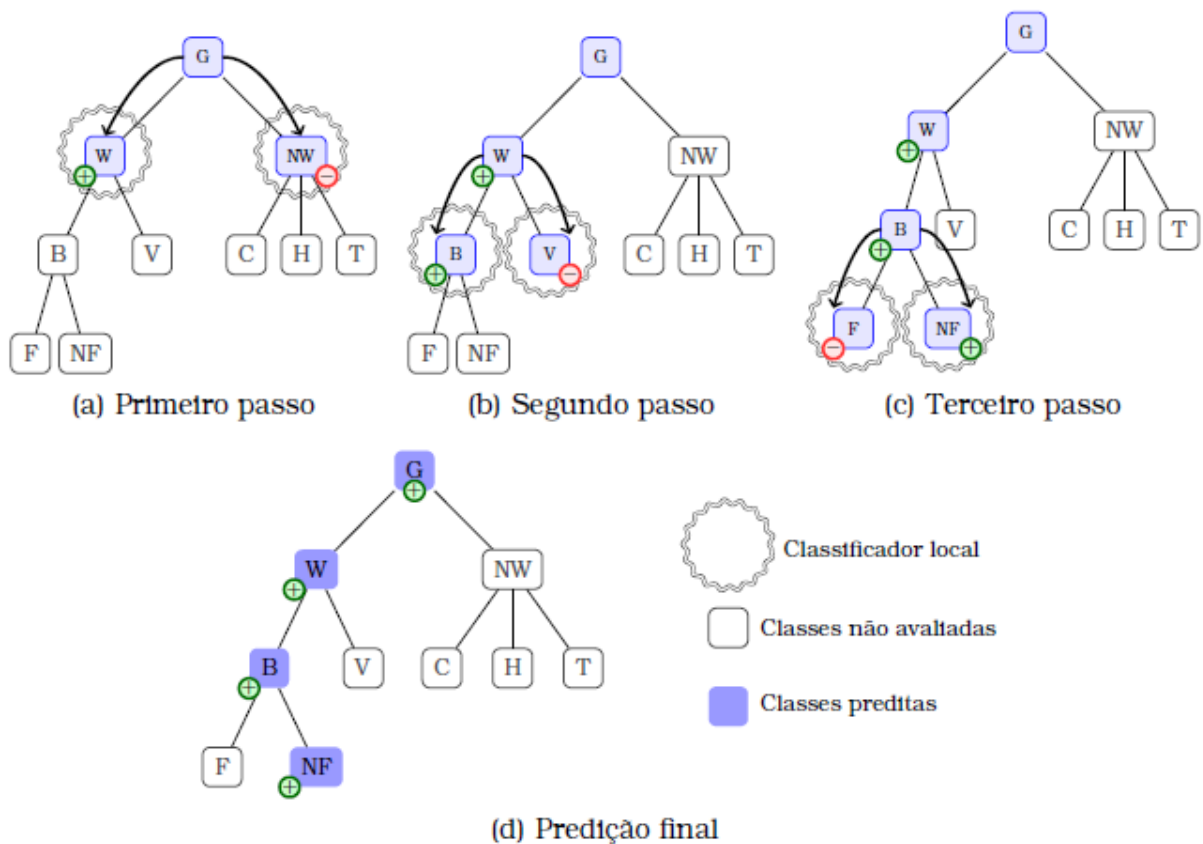 G
W
+
NW
−
B
V
C
H
T
F
NF
(a) Primeiro passo
G
W
+
NW
B
+
V
−
C
H
T
F
NF
(b) Segundo passo
G
W
+
NW
B
+
V
C
H
T
F
−
NF
+
(c) Terceiro passo
G
+
W
+
NW
B
+
V
C
H
T
F
NF
+
Classificador local
Classes não avaliadas
Classes preditas
(d) Predição final